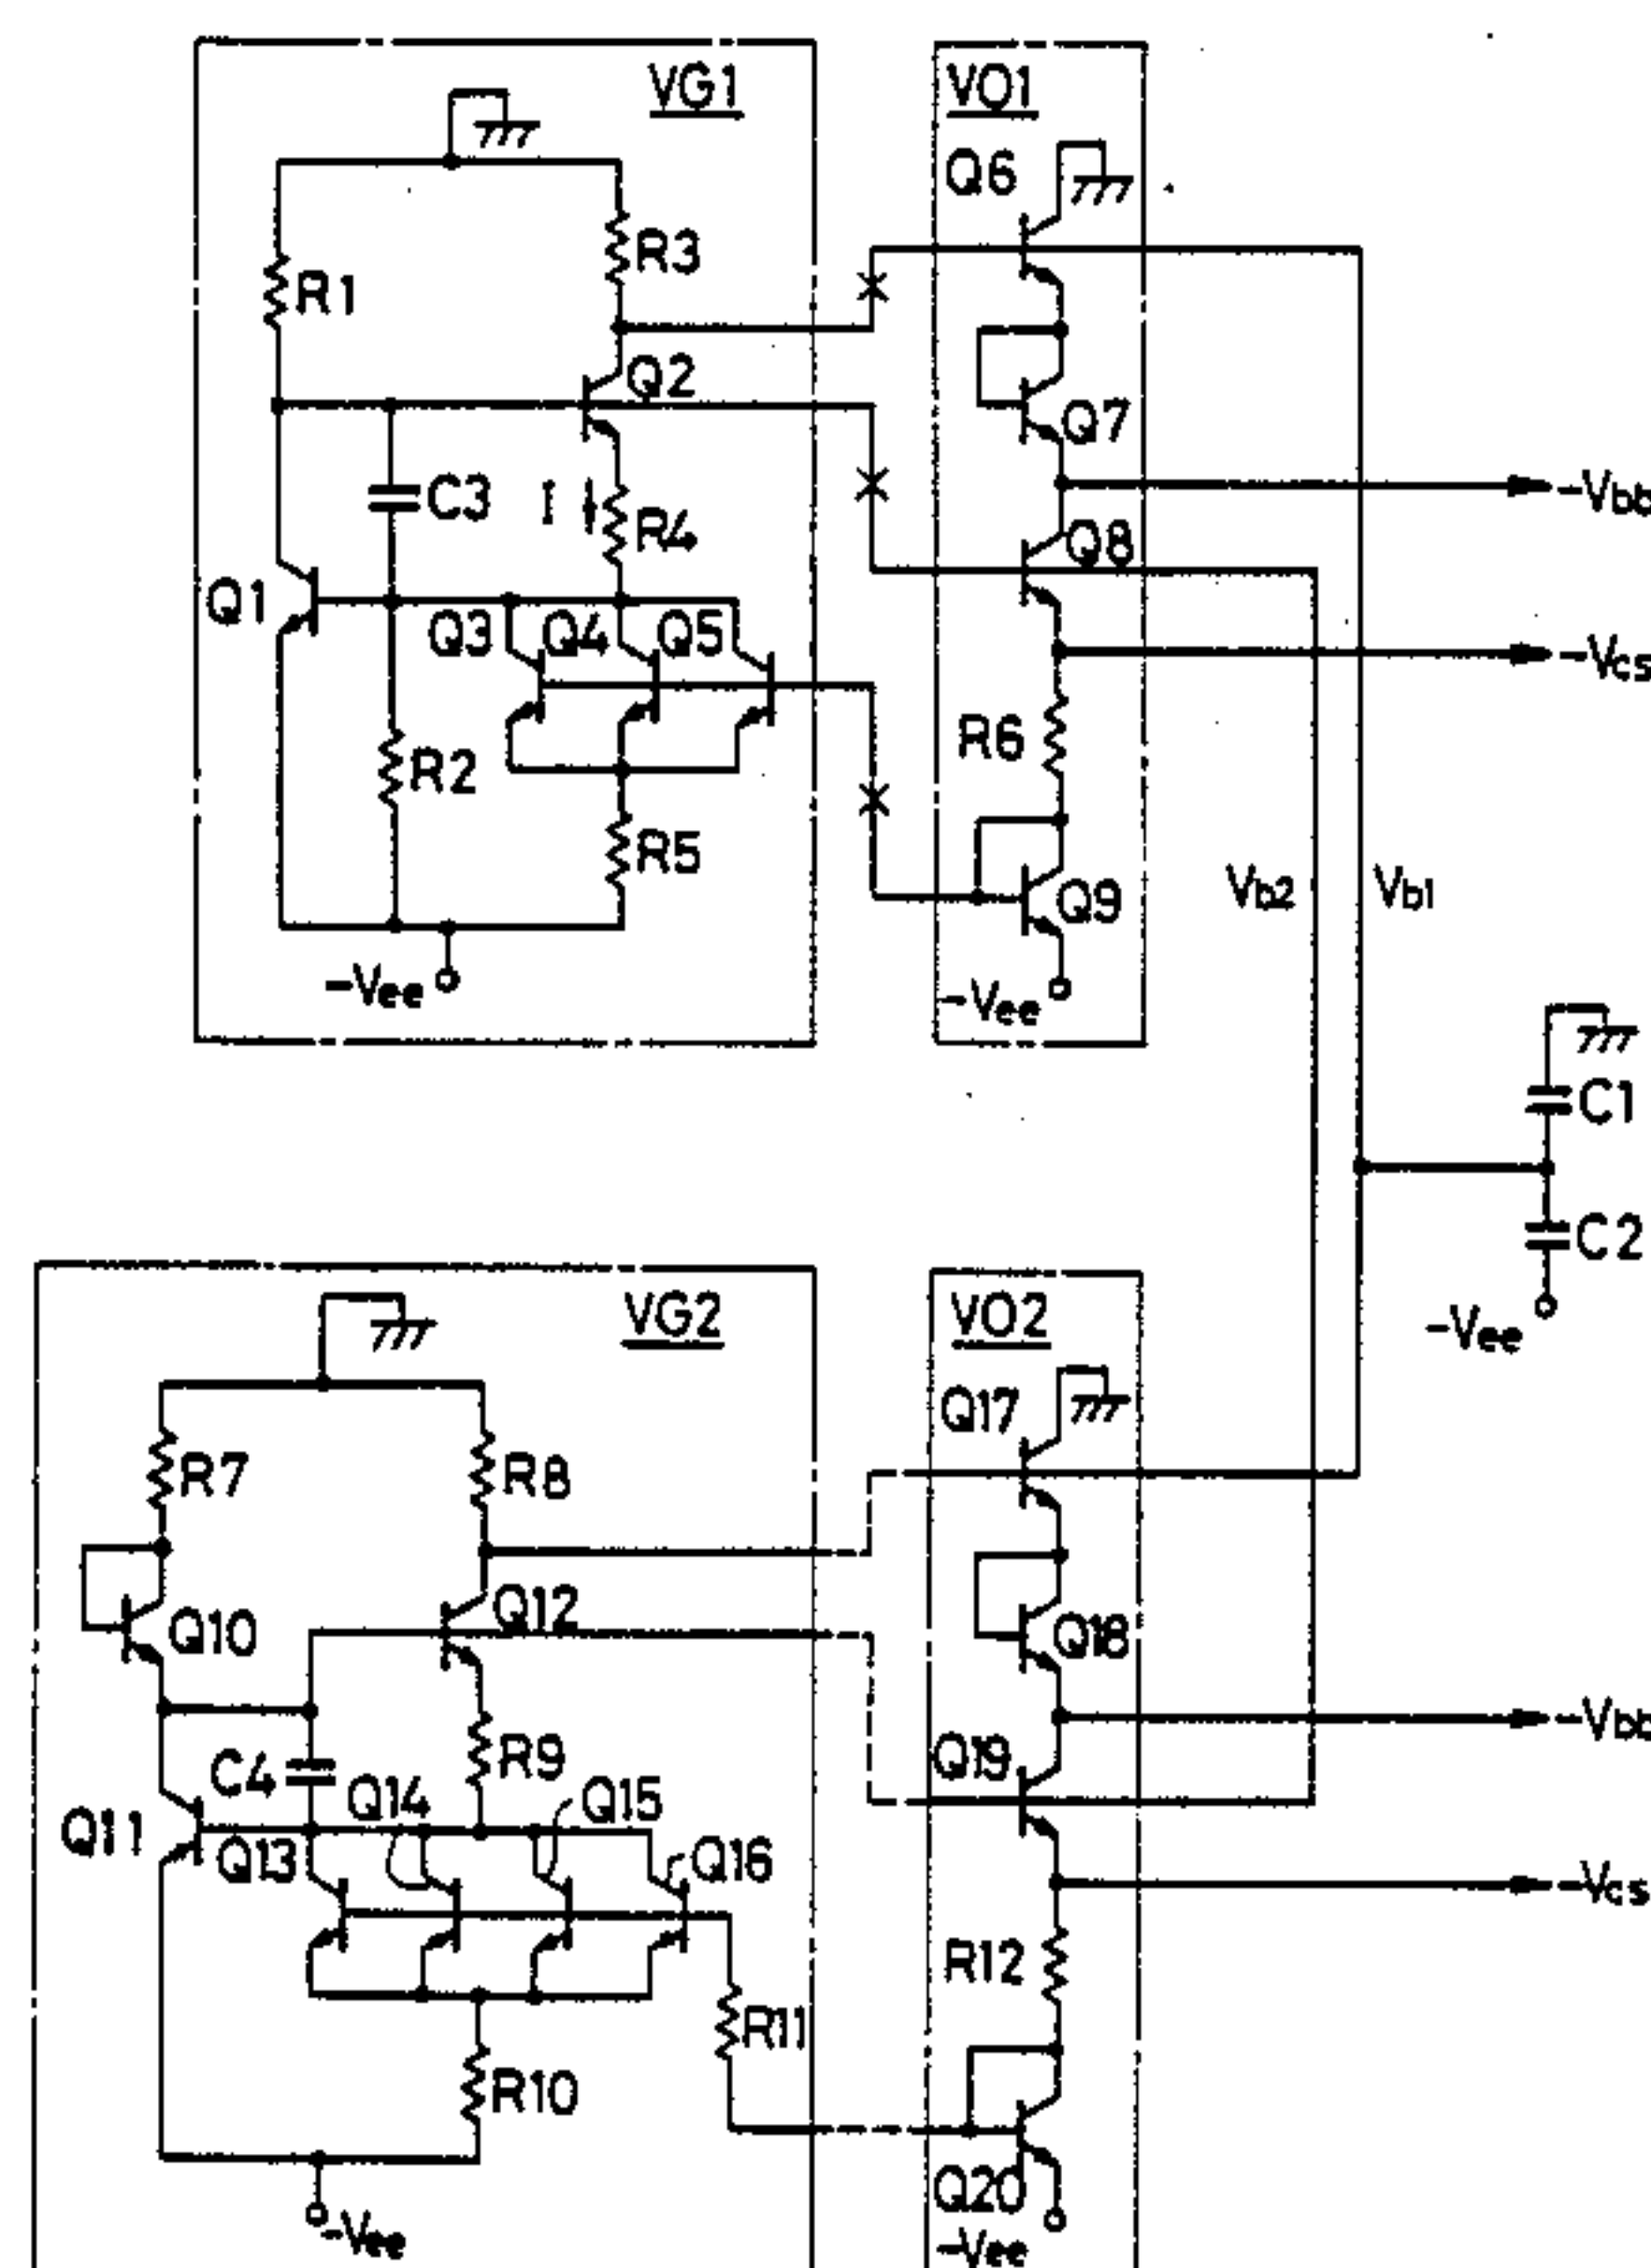 VG1
VO1
Q6
R3
R1
Q2
Q7
C3
I
R4
-Vbb
Q8
Q1
Q3
Q4
Q5
-Vcs
R6
R2
R5
Q9
Vb2
Vb1
-Vee
-Vee
C1
C2
-Vee
VG2
VO2
Q17
R7
R8
Q10
Q12
Q18
-Vbb
R9
Q19
C4
Q14
Q15
Q11
Q13
Q16
-Vcs
R12
R11
R10
Q20
-Vee
-Vee